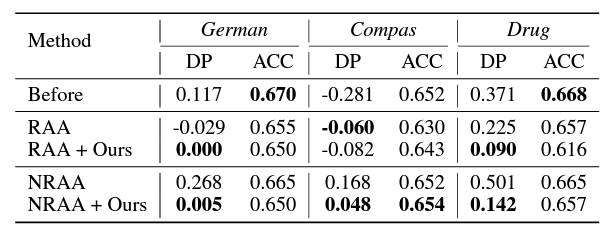 Method German Compas Drug
DP ACC DP ACC DP ACC
Before 0.117 0.670 -0.281 0.652 0.371 0.668
RAA -0.029 0.655 -0.060 0.630 0.225 0.657
RAA + Ours 0.000 0.650 -0.082 0.643 0.090 0.616
NRAA 0.268 0.665 0.168 0.652 0.501 0.665
NRAA + Ours 0.005 0.650 0.048 0.654 0.142 0.657